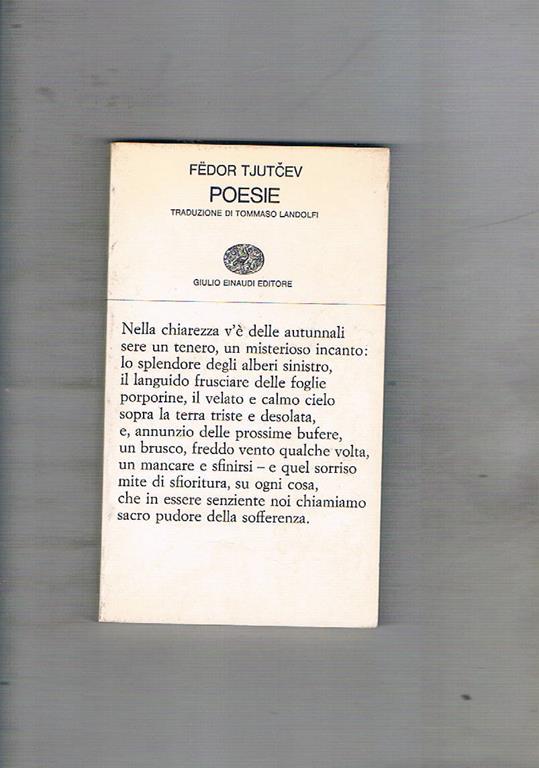 FËDOR TJUTČEV
POESIE
TRADUZIONE DI TOMMASO LANDOLFI
GIULIO EINAUDI EDITORE
Nella chiarezza v'è delle autunnali
sere un tenero, un misterioso incanto:
lo splendore degli alberi sinistro,
il languido frusciare delle foglie
porporine, il velato e calmo cielo
sopra la terra triste e desolata,
e, annunzio delle prossime bufere,
un brusco, freddo vento qualche volta,
un mancare e sfinirsi – e quel sorriso
mite di sfioritura, su ogni cosa,
che in essere senziente noi chiamiamo
sacro pudore della sofferenza.